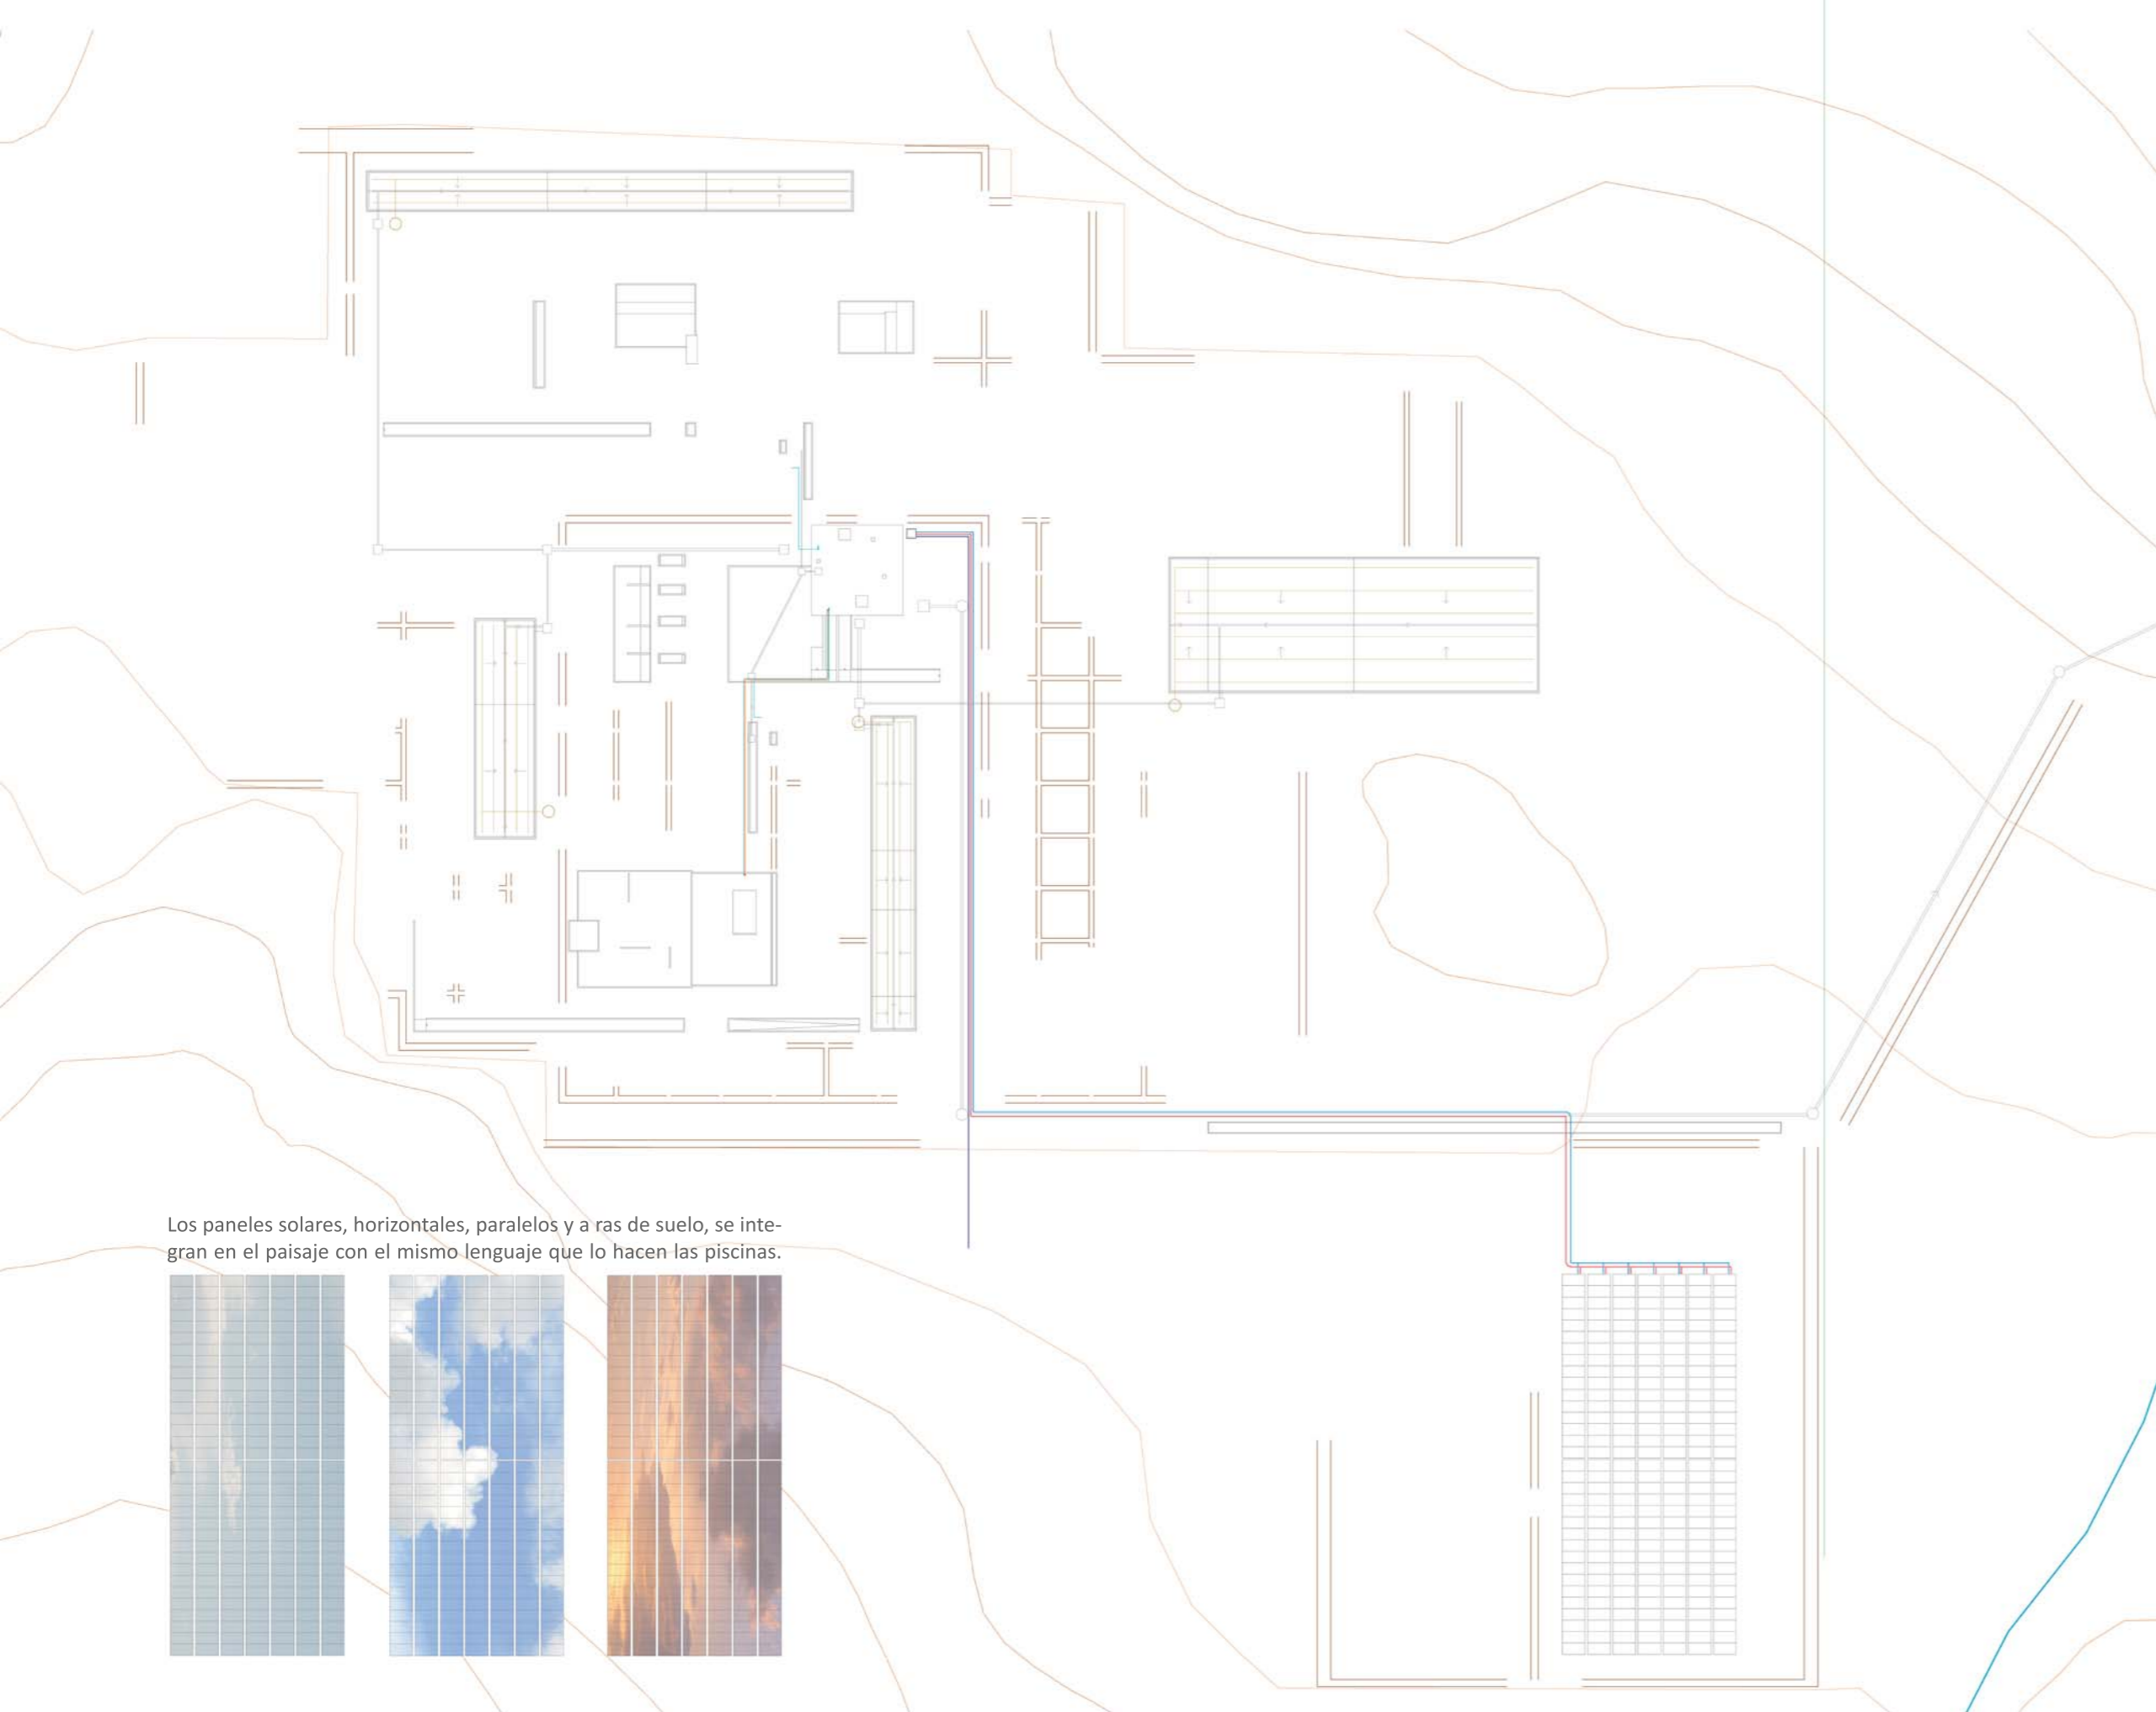 Los paneles solares, horizontales, paralelos y a ras de suelo, se inte-
gran en el paisaje con el mismo lenguaje que lo hacen las piscinas.